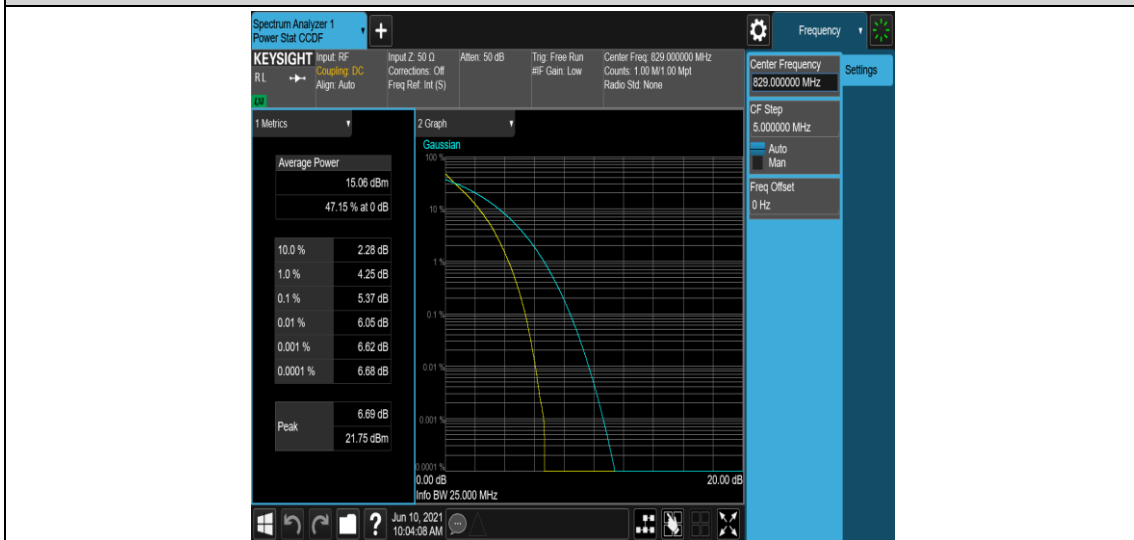 Spectrum Analyzer 1
Power Stat CCDF
+
Frequency
KEYSIGHT
RL
LXI
Input: RF
Coupling: DC
Align: Auto
Input Z: 50 Ω
Corrections: Off
Freq Ref: Int (S)
Atten: 50 dB
Trig: Free Run
#IF Gain: Low
Center Freq: 829.000000 MHz
Counts: 1.00 M/1.00 Mpt
Radio Std: None
Center Frequency
829.000000 MHz
Settings
CF Step
5.000000 MHz
Auto
Man
Freq Offset
0 Hz
1 Metrics
Average Power
15.06 dBm
47.15 % at 0 dB
10.0 % 2.28 dB
1.0 % 4.25 dB
0.1 % 5.37 dB
0.01 % 6.05 dB
0.001 % 6.62 dB
0.0001 % 6.68 dB
Peak
6.69 dB
21.75 dBm
2 Graph
Gaussian
100 %
10 %
1 %
0.1 %
0.01 %
0.001 %
0.0001 %
0.00 dB 20.00 dB
Info BW 25.000 MHz
?
Jun 10, 2021
10:04:08 AM